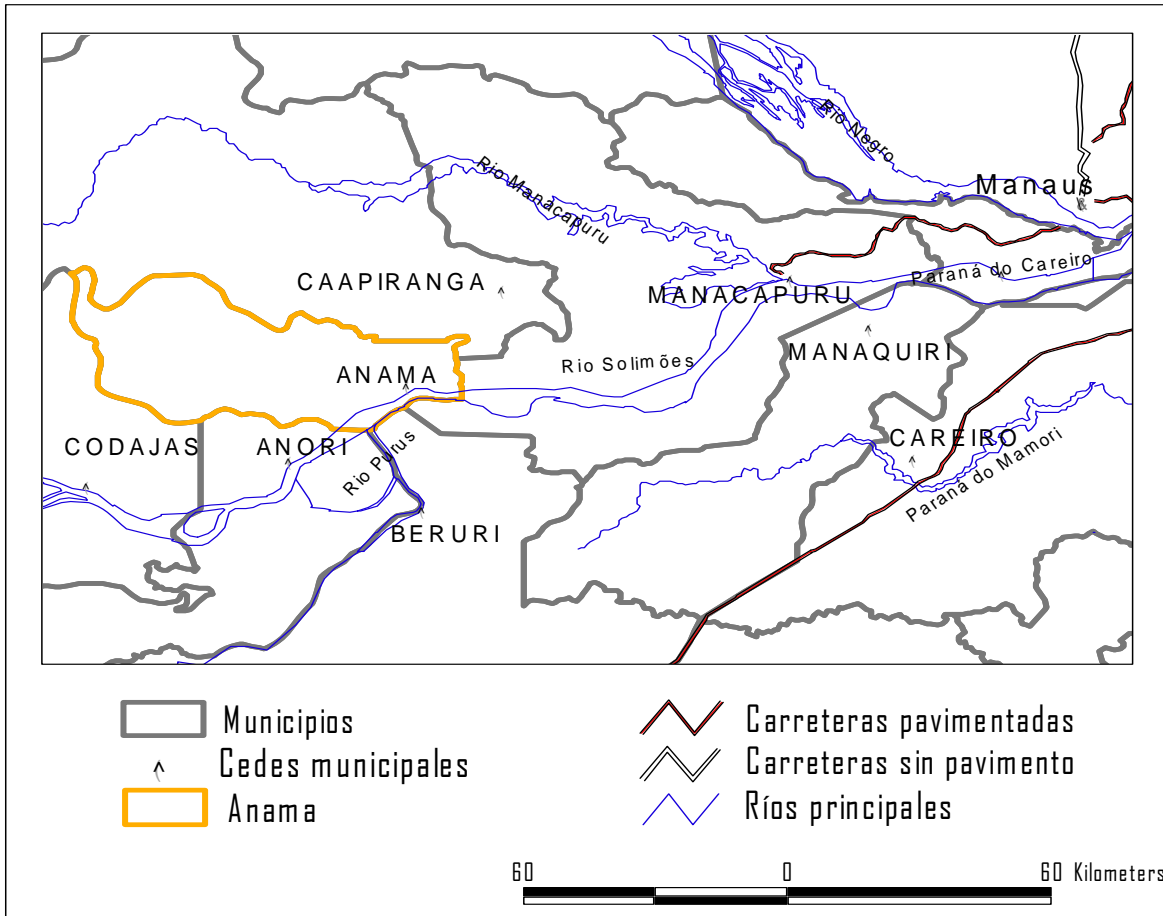 Rio Negro
Manaus
Rio Manacapuru
Paraná do Careiro
CAAPIRANGA
MANACAPURU
MANAQUIRI
Rio Solimões
ANAMA
CODAJAS
ANORI
Rio Purus
CAREIRO
Paraná do Mamori
BERURI
Municipios
Cedes municipales
Anama
Carreteras pavimentadas
Carreteras sin pavimento
Ríos principales
60 0 60 Kilometers